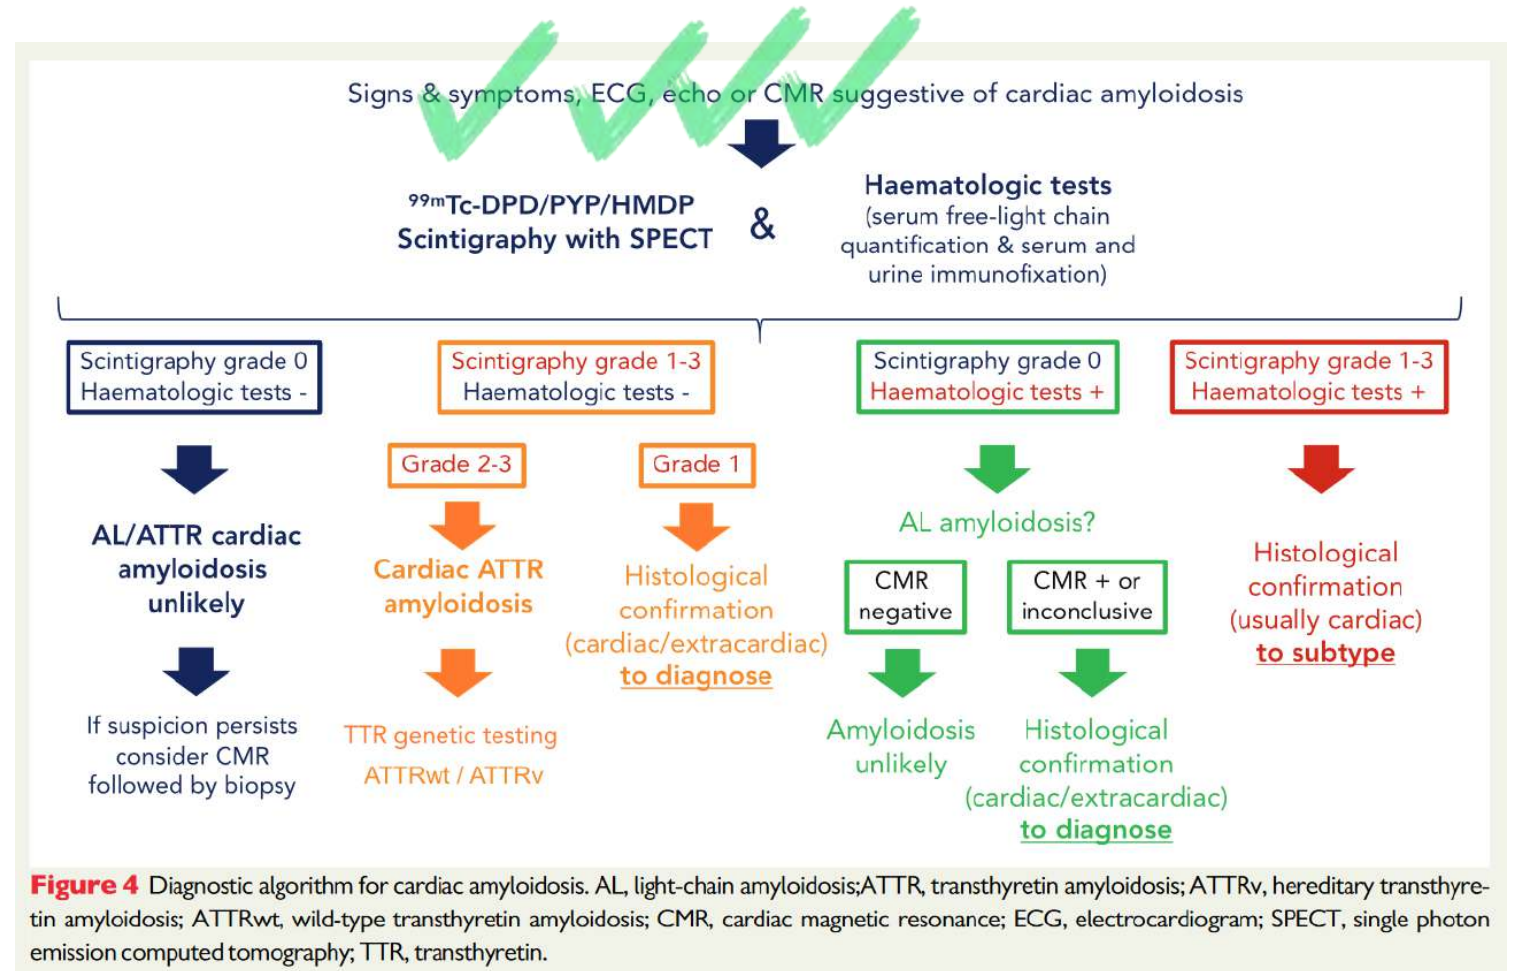 Signs & symptoms, ECG, echo or CMR suggestive of cardiac amyloidosis
99mTc-DPD/PYP/HMDP
Scintigraphy with SPECT
&
Haematologic tests
(serum free-light chain
quantification & serum and
urine immunofixation)
Scintigraphy grade 0
Haematologic tests -
Scintigraphy grade 1-3
Haematologic tests -
Scintigraphy grade 0
Haematologic tests +
Scintigraphy grade 1-3
Haematologic tests +
AL/ATTR cardiac
amyloidosis
unlikely
If suspicion persists
consider CMR
followed by biopsy
Grade 2-3
Cardiac ATTR
amyloidosis
TTR genetic testing
ATTRwt / ATTRv
Grade 1
Histological
confirmation
(cardiac/extracardiac)
to diagnose
AL amyloidosis?
CMR
negative
Amyloidosis
unlikely
CMR + or
inconclusive
Histological
confirmation
(cardiac/extracardiac)
to diagnose
Histological
confirmation
(usually cardiac)
to subtype
Figure 4 Diagnostic algorithm for cardiac amyloidosis. AL, light-chain amyloidosis;ATTR, transthyretin amyloidosis; ATTRv, hereditary transthyre-
tin amyloidosis; ATTRwt, wild-type transthyretin amyloidosis; CMR, cardiac magnetic resonance; ECG, electrocardiogram; SPECT, single photon
emission computed tomography; TTR, transthyretin.